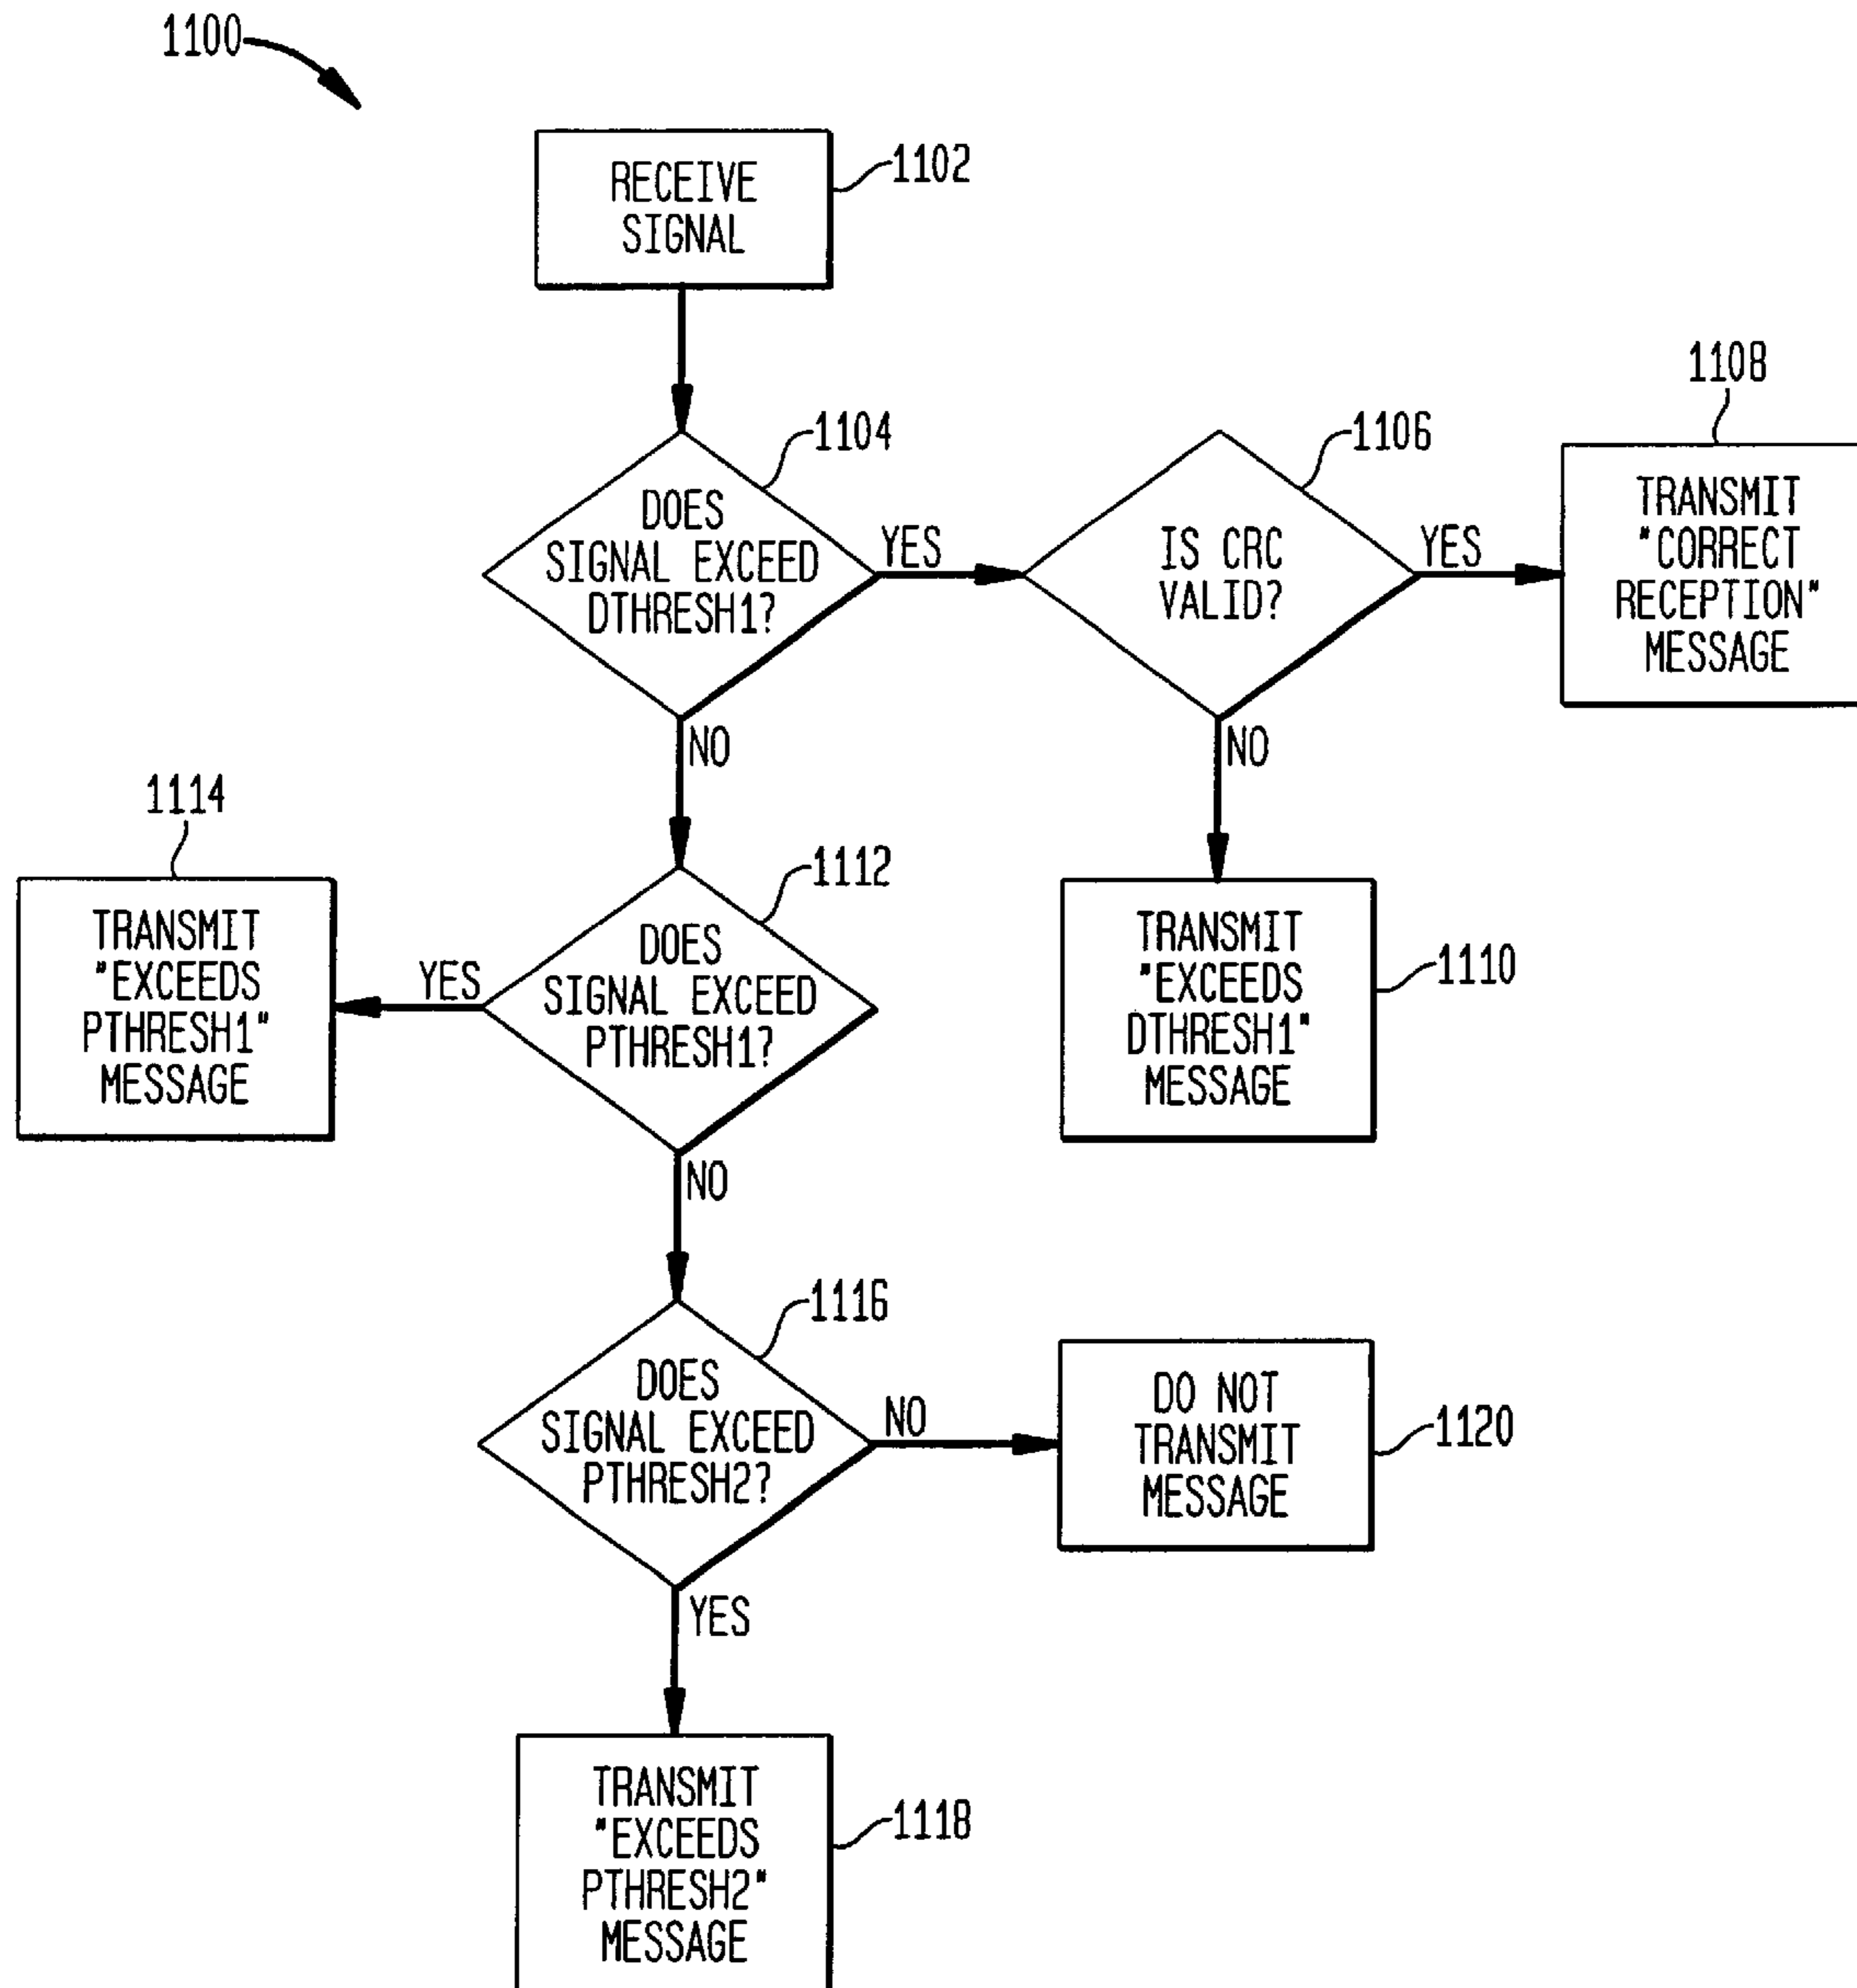 1100
RECEIVE
SIGNAL
1102
DOES
SIGNAL EXCEED
DTHRESH1?
1104
YES
NO
IS CRC
VALID?
1106
YES
NO
1108
TRANSMIT
"CORRECT
RECEPTION"
MESSAGE
TRANSMIT
"EXCEEDS
DTHRESH1"
MESSAGE
1110
DOES
SIGNAL EXCEED
PTHRESH1?
1112
YES
NO
1114
TRANSMIT
"EXCEEDS
PTHRESH1"
MESSAGE
DOES
SIGNAL EXCEED
PTHRESH2?
1116
NO
YES
DO NOT
TRANSMIT
MESSAGE
1120
TRANSMIT
"EXCEEDS
PTHRESH2"
MESSAGE
1118